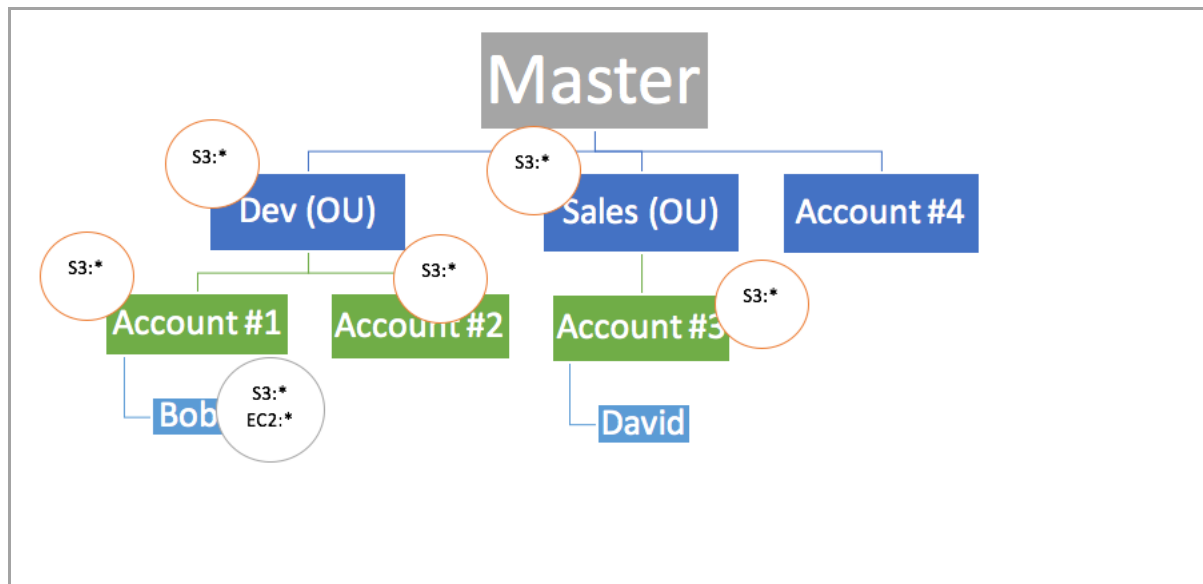 Master
S3:*
S3:*
Dev (OU)
Sales (OU)
Account #4
S3:*
S3:*
S3:*
Account #1
Account #2
Account #3
S3:*
EC2:*
Bob
David